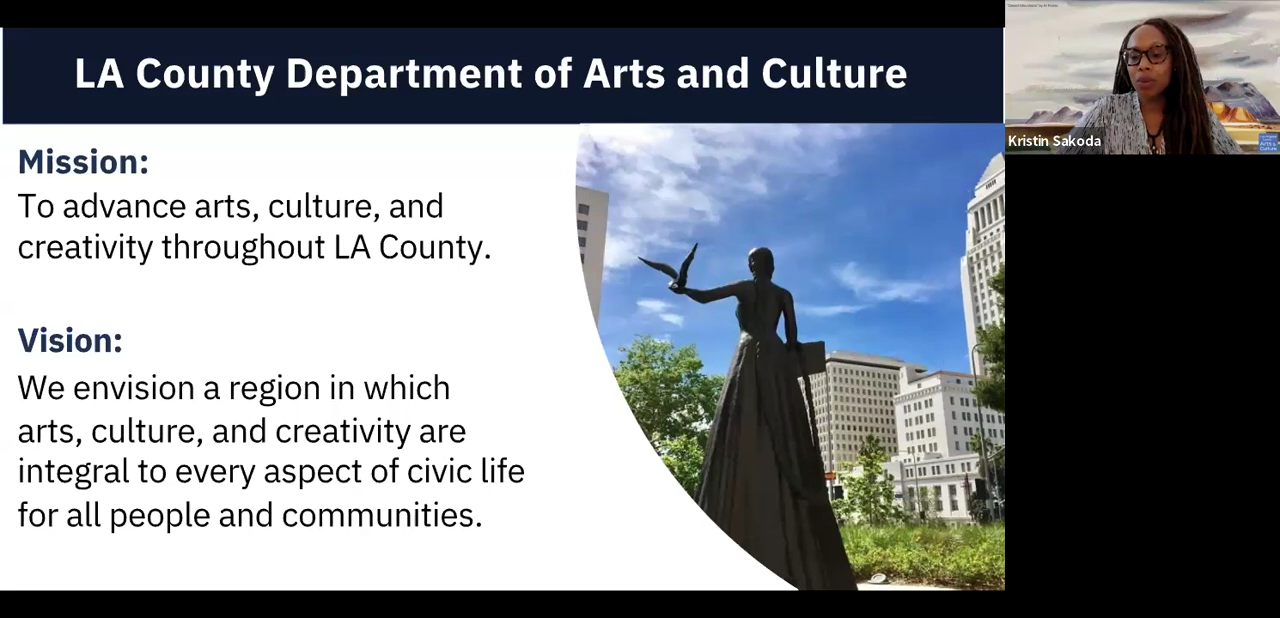 LA County Department of Arts and Culture
Mission:
To advance arts, culture, and
creativity throughout LA County.
Vision:
We envision a region in which
arts, culture, and creativity are
integral to every aspect of civic life
for all people and communities.
Kristin Sakoda
Arts &
Culture